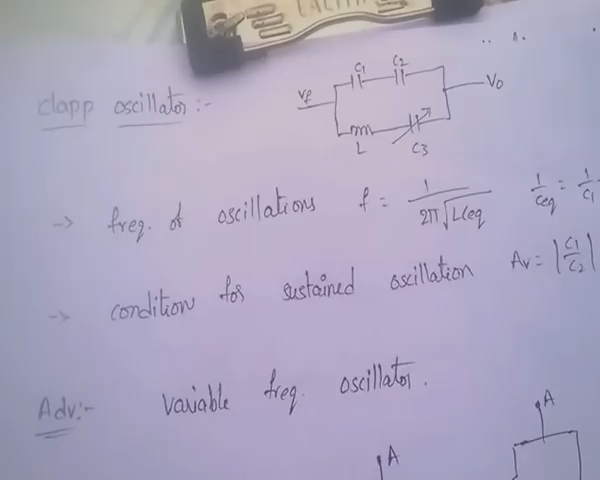 clapp oscillator :-
C1 C2
Vf Vo
L C3
-> freq. of oscillations f = 1/2π√LCeq 1/Ceq = 1/C1
-> condition for sustained oscillation Av = |C1/C2|
Adv:- Variable freq. oscillator.
A
A